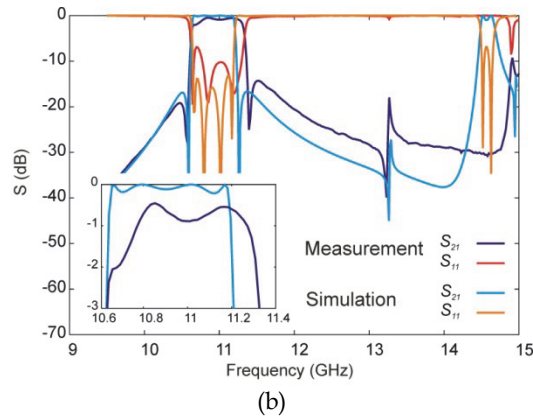 0
-10
-20
-30
-40
-50
-60
-70
S (dB)
0
-1
-2
-3
10.6
10.8
11
11.2
11.4
Measurement
S21
S11
Simulation
S21
S11
9
10
11
12
13
14
15
Frequency (GHz)
(b)